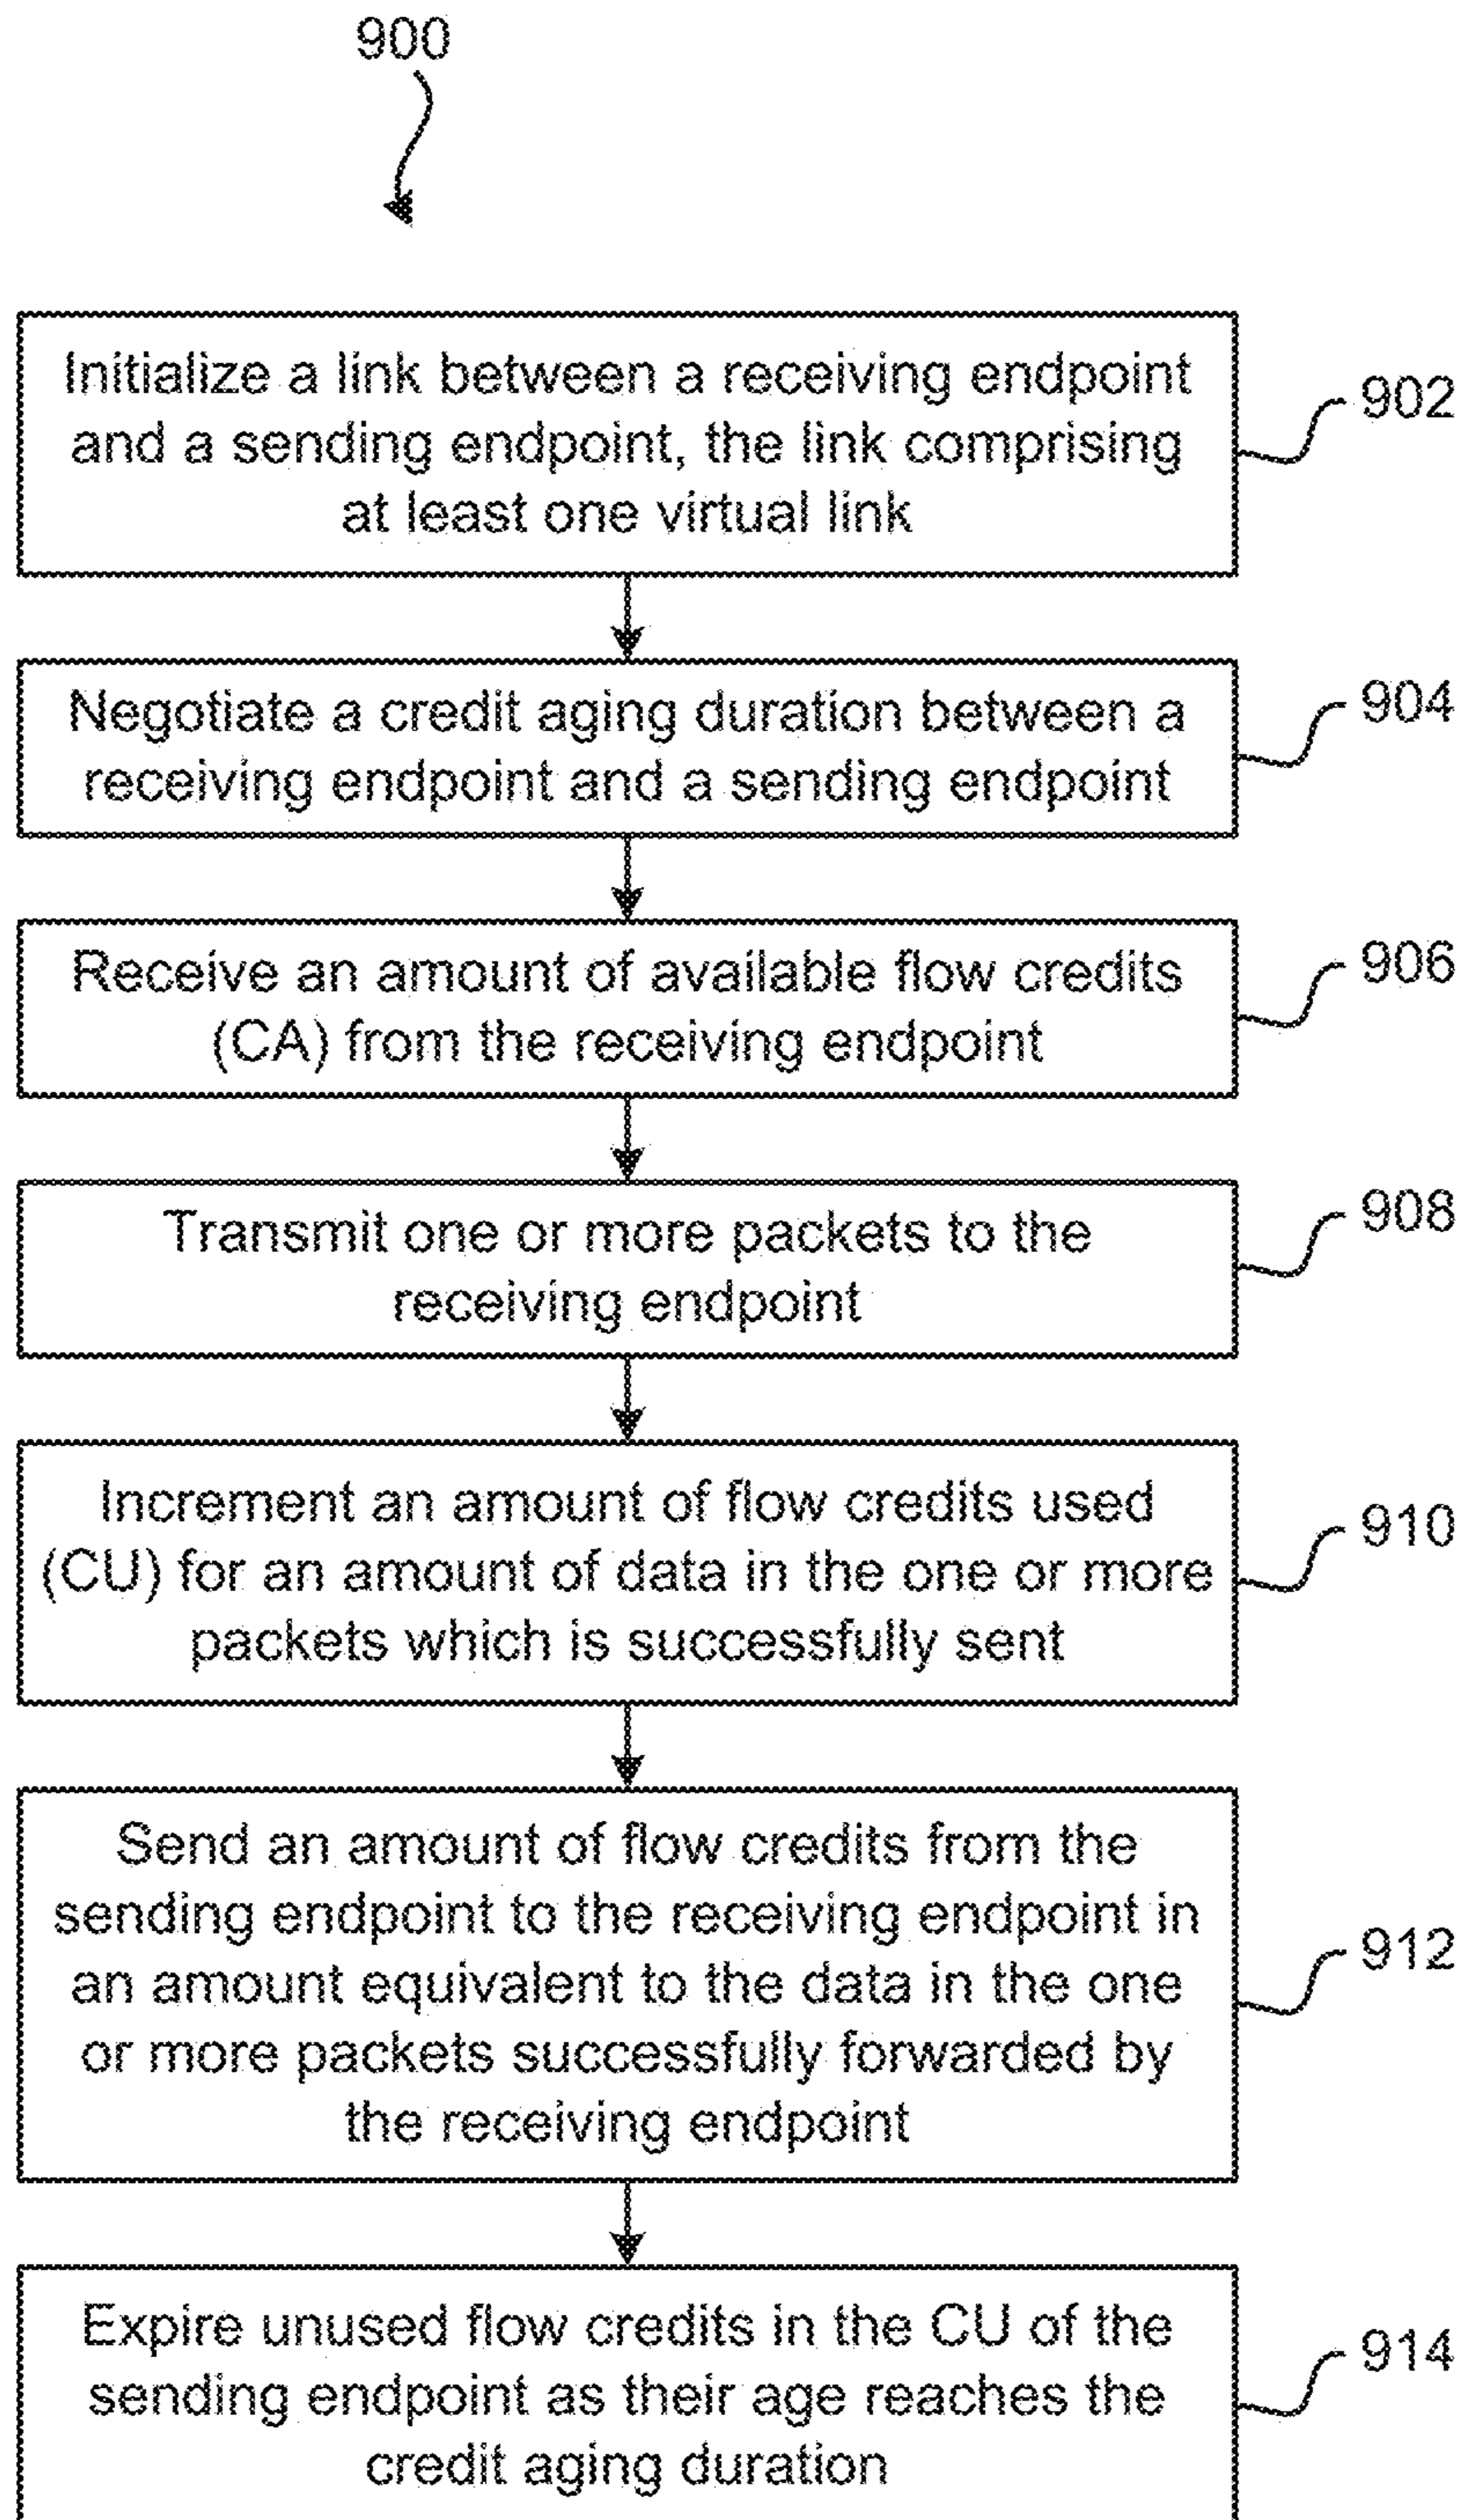 900
Initialize a link between a receiving endpoint
and a sending endpoint, the link comprising
at least one virtual link
902
Negotiate a credit aging duration between a
receiving endpoint and a sending endpoint
904
Receive an amount of available flow credits
(CA) from the receiving endpoint
906
Transmit one or more packets to the
receiving endpoint
908
Increment an amount of flow credits used
(CU) for an amount of data in the one or more
packets which is successfully sent
910
Send an amount of flow credits from the
sending endpoint to the receiving endpoint in
an amount equivalent to the data in the one
or more packets successfully forwarded by
the receiving endpoint
912
Expire unused flow credits in the CU of the
sending endpoint as their age reaches the
credit aging duration
914